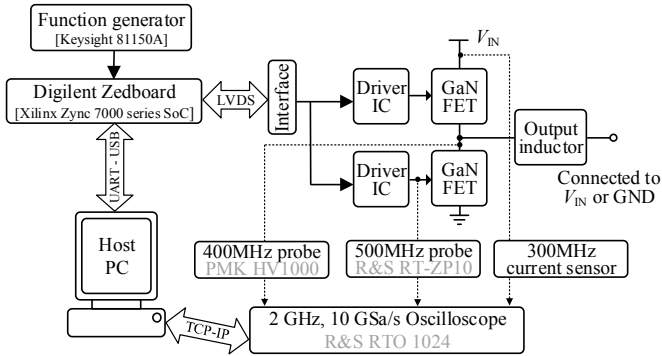 Function generator
[Keysight 81150A]
Digilent Zedboard
[Xilinx Zync 7000 series SoC]
LVDS
Interface
Driver
IC
GaN
FET
V_IN
Driver
IC
GaN
FET
Output
inductor
Connected to
V_IN or GND
UART - USB
Host
PC
400MHz probe
PMK HV1000
500MHz probe
R&S RT-ZP10
300MHz
current sensor
TCP-IP
2 GHz, 10 GSa/s Oscilloscope
R&S RTO 1024